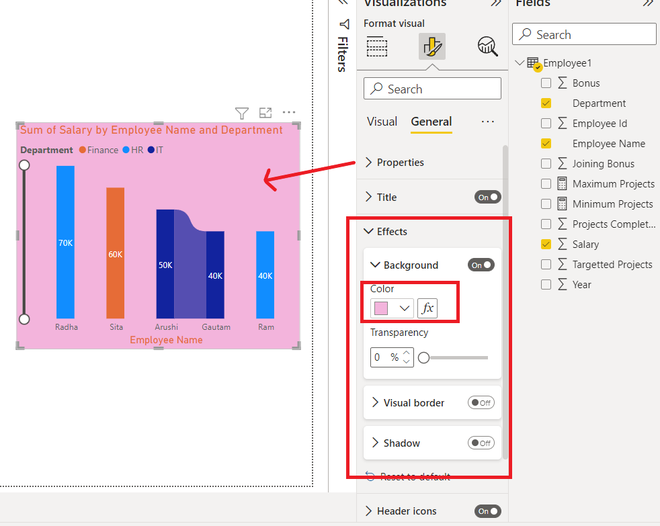 Visualizations
Fields
Format visual
Filters
Search
Search
Employee1
Bonus
Department
Employee Id
Employee Name
Joining Bonus
Maximum Projects
Minimum Projects
Projects Complet...
Salary
Targetted Projects
Year
Visual General ...
Properties
Title On
Effects
Background On
Color
fx
Transparency
0 %
Visual border Off
Shadow Off
Reset to default
Header icons On
Sum of Salary by Employee Name and Department
Department Finance HR IT
70K
60K
50K
40K
40K
Radha Sita Arushi Gautam Ram
Employee Name